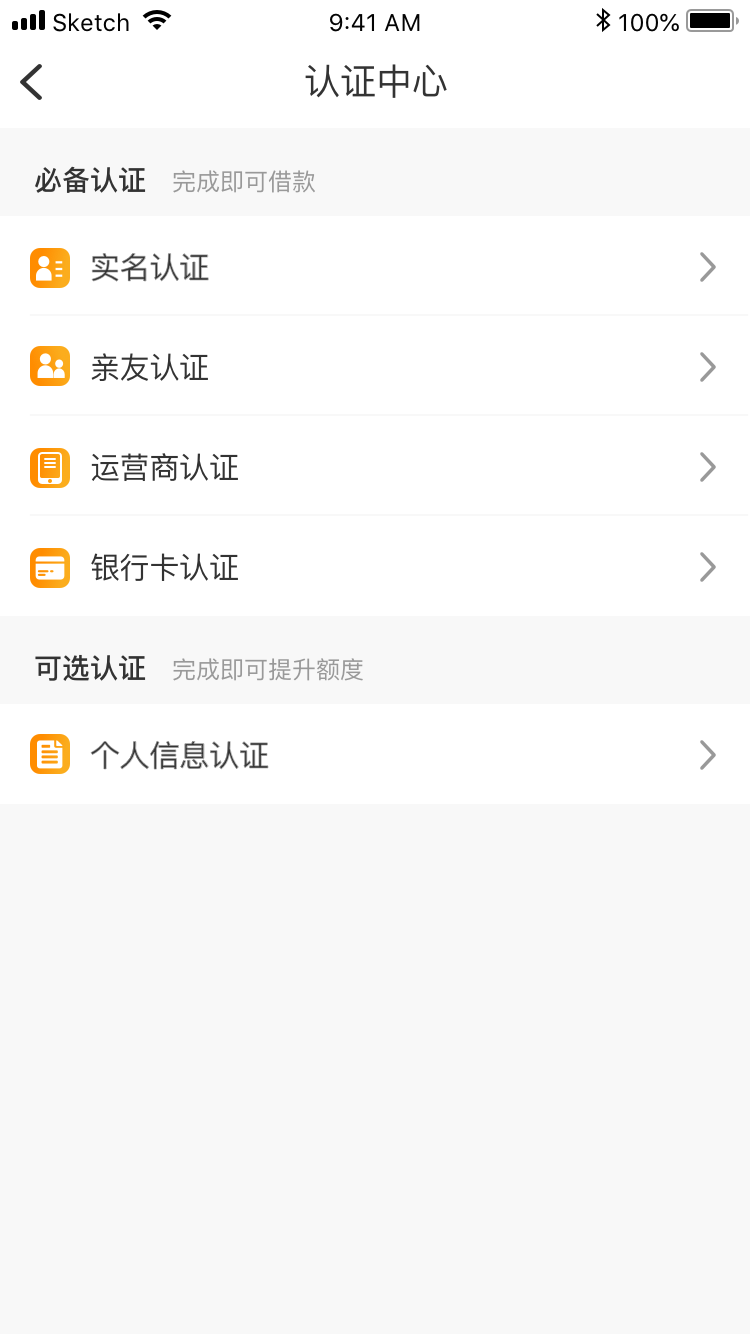 Sketch 9:41 AM 100%
认证中心
必备认证 完成即可借款
实名认证
亲友认证
运营商认证
银行卡认证
可选认证 完成即可提升额度
个人信息认证